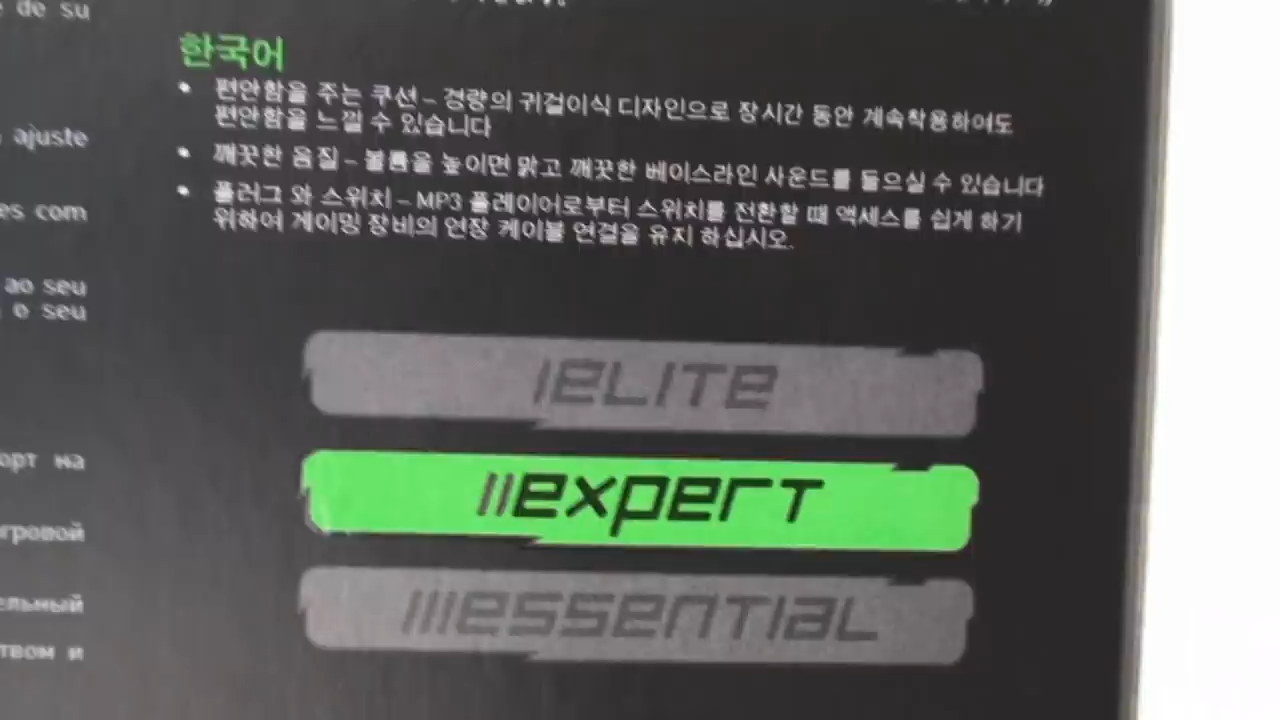 de su
한국어
• 편안함을 주는 쿠션 – 경량의 귀걸이식 디자인으로 장시간 동안 계속착용하여도
편안함을 느낄 수 있습니다
ajuste
• 깨끗한 음질 – 볼륨을 높이면 맑고 깨끗한 베이스라인 사운드를 들으실 수 있습니다
• 플러그 와 스위치 – MP3 플레이어로부터 스위치를 전환할 때 액세스를 쉽게 하기
위하여 게이밍 장비의 연장 케이블 연결을 유지 하십시오.
com
ao seu
o seu
IELITE
на
IIexpert
IIIessential
и